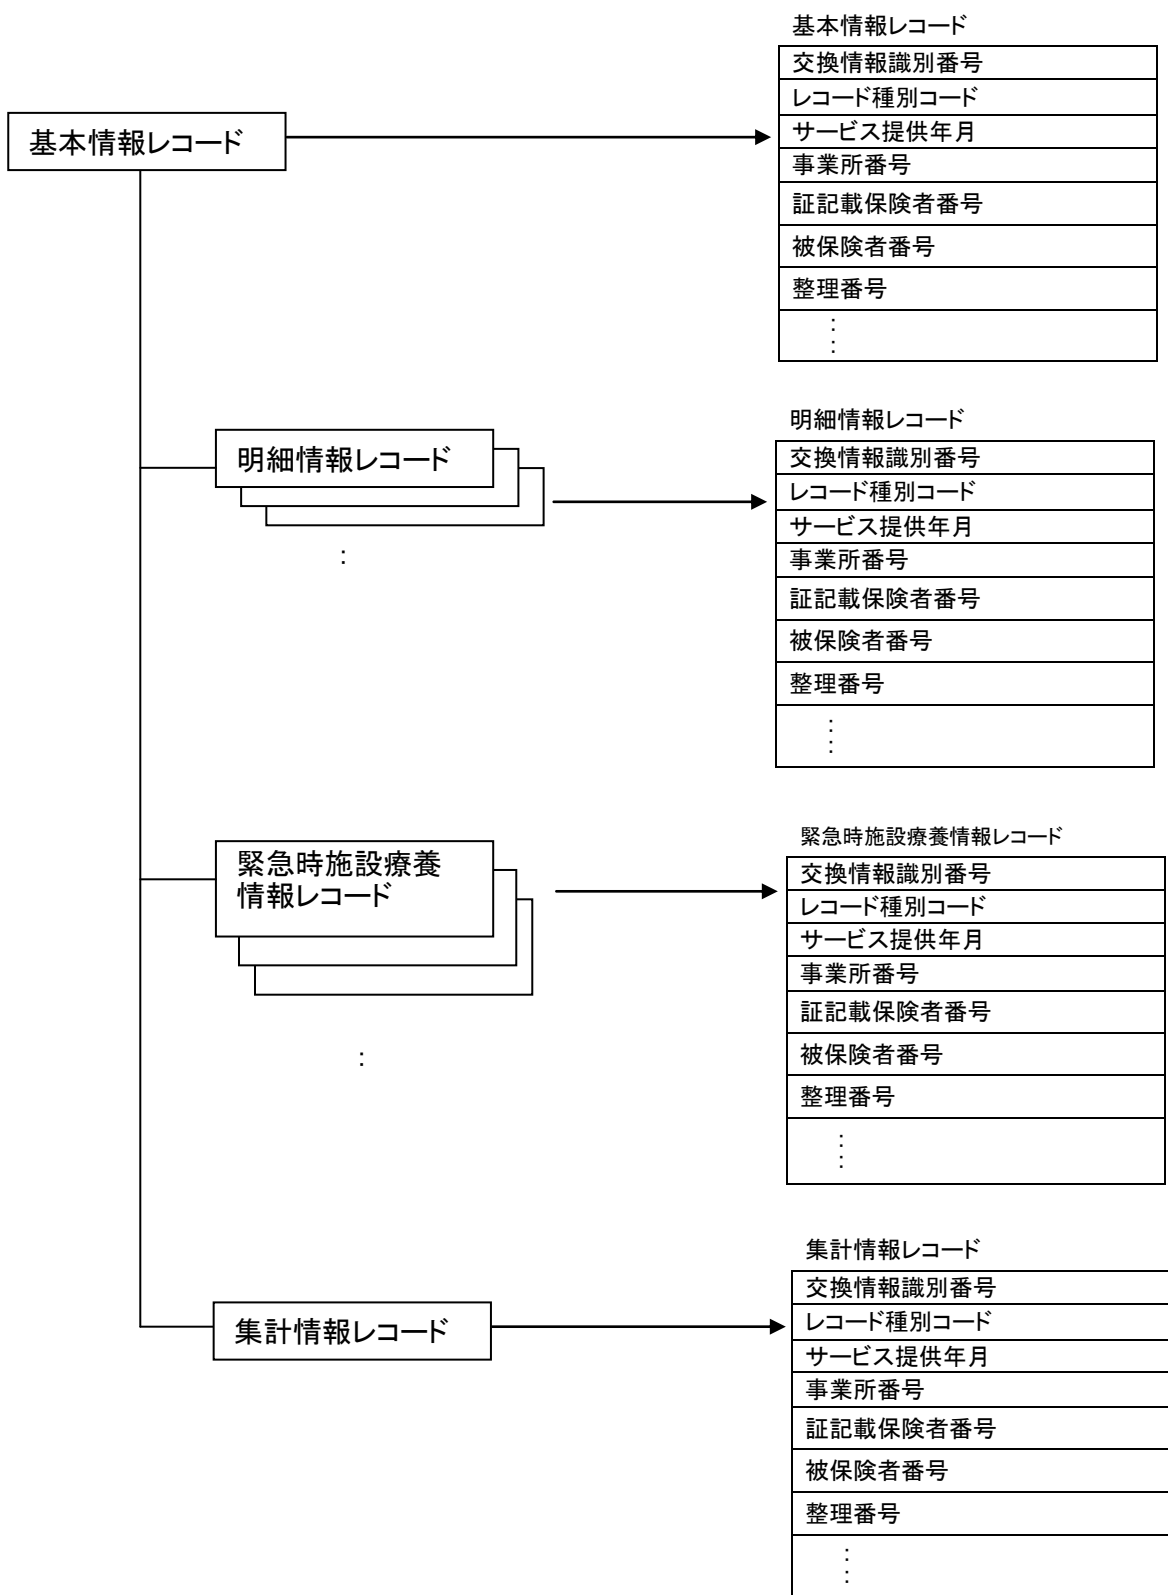 基本情報レコード
基本情報レコード
交換情報識別番号
レコード種別コード
サービス提供年月
事業所番号
証記載保険者番号
被保険者番号
整理番号
:
:
明細情報レコード
:
明細情報レコード
交換情報識別番号
レコード種別コード
サービス提供年月
事業所番号
証記載保険者番号
被保険者番号
整理番号
:
:
緊急時施設療養
情報レコード
:
緊急時施設療養情報レコード
交換情報識別番号
レコード種別コード
サービス提供年月
事業所番号
証記載保険者番号
被保険者番号
整理番号
:
:
集計情報レコード
集計情報レコード
交換情報識別番号
レコード種別コード
サービス提供年月
事業所番号
証記載保険者番号
被保険者番号
整理番号
:
: